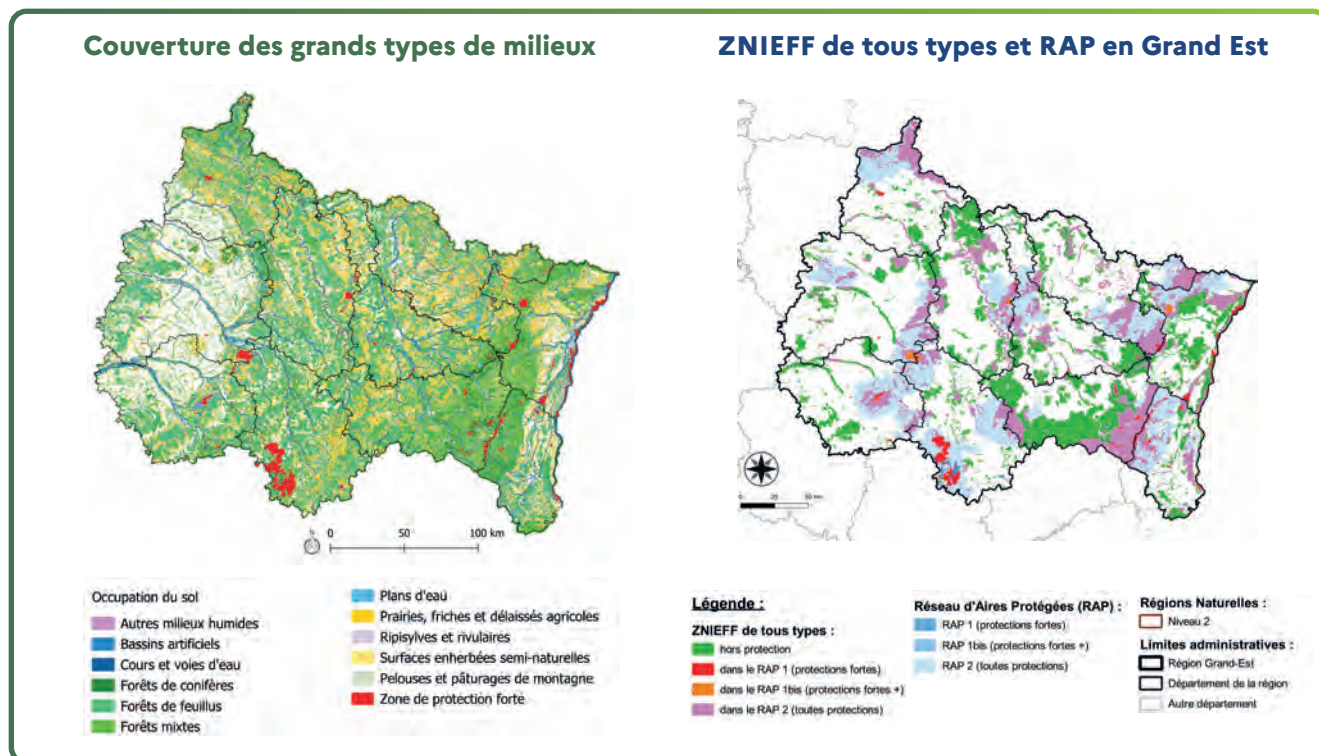 Couverture des grands types de milieux
ZNIEFF de tous types et RAP en Grand Est
0 50 100 km
Occupation du sol
Autres milieux humides
Bassins artificiels
Cours et voies d'eau
Forêts de conifères
Forêts de feuillus
Forêts mixtes
Plans d'eau
Prairies, friches et délaissés agricoles
Ripisylves et rivulaires
Surfaces enherbées semi-naturelles
Pelouses et pâturages de montagne
Zone de protection forte
Légende :
ZNIEFF de tous types :
hors protection
dans le RAP 1 (protections fortes)
dans le RAP 1bis (protections fortes +)
dans le RAP 2 (toutes protections)
Réseau d'Aires Protégées (RAP) :
RAP 1 (protections fortes)
RAP 1bis (protections fortes +)
RAP 2 (toutes protections)
Régions Naturelles :
Niveau 2
Limites administratives :
Région Grand-Est
Département de la région
Autre département